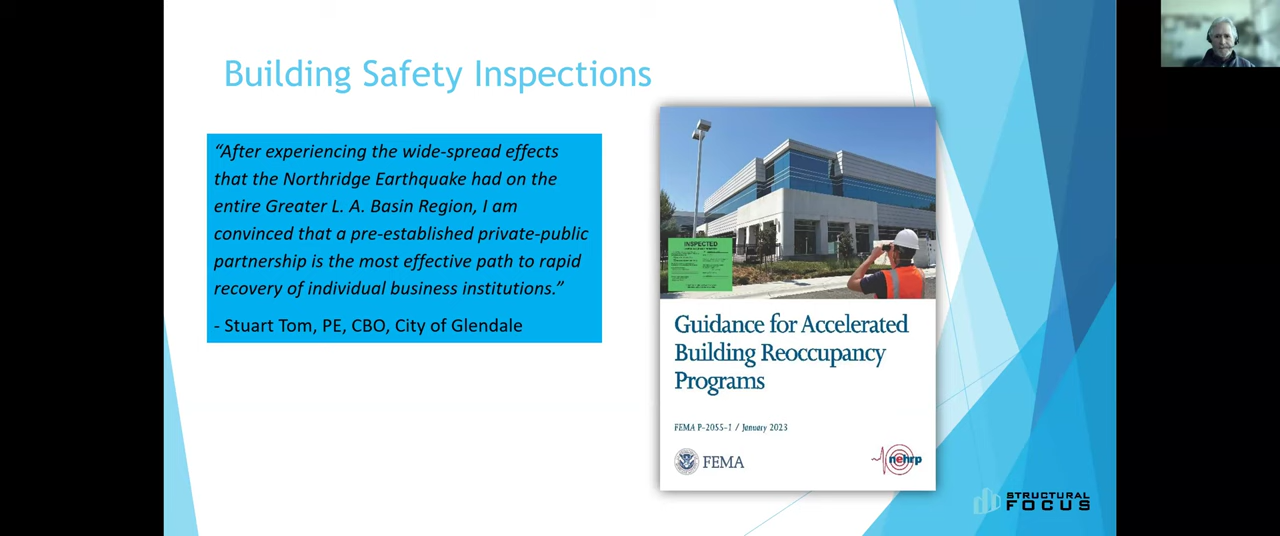 Building Safety Inspections
“After experiencing the wide-spread effects
that the Northridge Earthquake had on the
entire Greater L. A. Basin Region, I am
convinced that a pre-established private-public
partnership is the most effective path to rapid
recovery of individual business institutions.”
- Stuart Tom, PE, CBO, City of Glendale
INSPECTED
Guidance for Accelerated
Building Reoccupancy
Programs
FEMA P-2055-1 / January 2023
FEMA
nehrp
STRUCTURAL
FOCUS